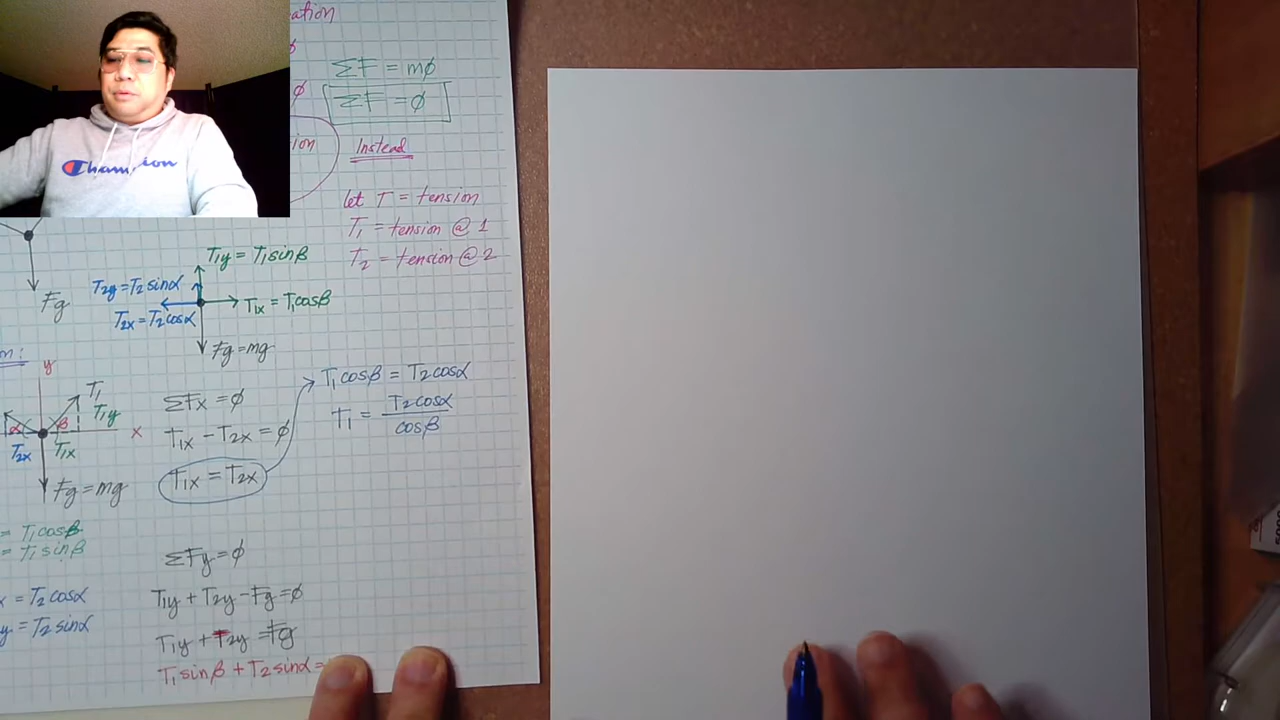 ation
ΣF = mϕ
ϕ
ΣF = ϕ
ϕ
Instead
let T = tension
T₁ = tension @ 1
T₂ = tension @ 2
Champion
T₁y = T₁sinβ
T₂y = T₂sinα
T₁x = T₁cosβ
T₂x = T₂cosα
Fg
Fg = mg
n:
y
T₁
T₁y
α
β
x
T₂x
T₁x
Fg = mg
ΣFx = ϕ
T₁x - T₂x = ϕ
T₁x = T₂x
T₁cosβ = T₂cosα
T₁ = T₂cosα / cosβ
= T₁cosβ
= T₁sinβ
x = T₂cosα
y = T₂sinα
ΣFy = ϕ
T₁y + T₂y - Fg = ϕ
T₁y + T₂y = Fg
T₁sinβ + T₂sinα =